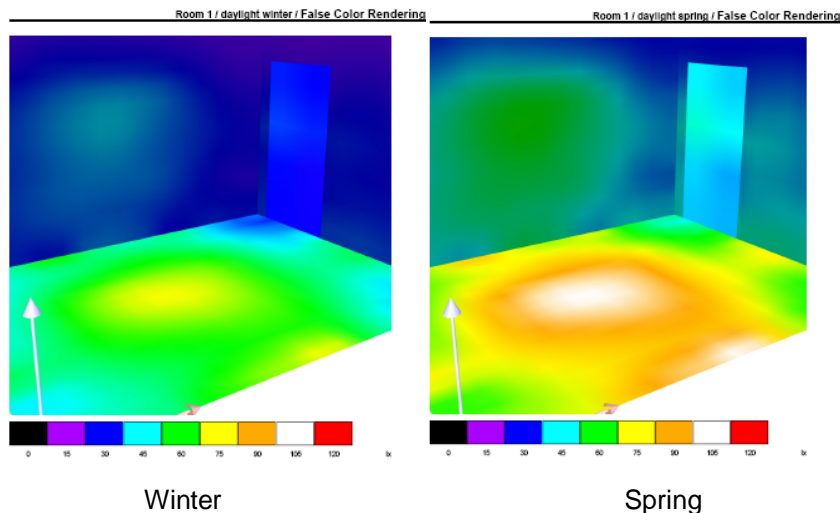 Room 1 / daylight winter / False Color Rendering
Room 1 / daylight spring / False Color Rendering
0 15 30 45 60 75 90 105 120 lx
0 15 30 45 60 75 90 105 120 lx
Winter
Spring